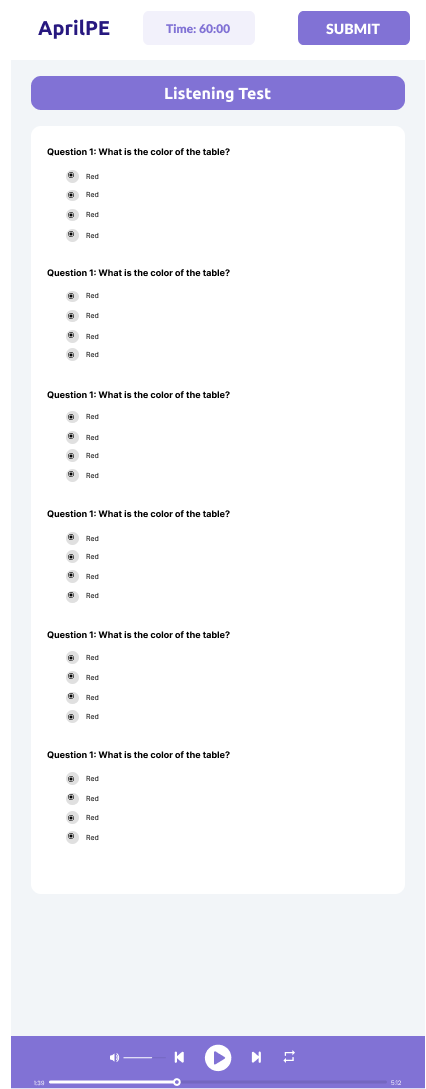 AprilPE
Time: 60:00
SUBMIT
Listening Test
Question 1: What is the color of the table?
Red
Red
Red
Red
Question 1: What is the color of the table?
Red
Red
Red
Red
Question 1: What is the color of the table?
Red
Red
Red
Red
Question 1: What is the color of the table?
Red
Red
Red
Red
Question 1: What is the color of the table?
Red
Red
Red
Red
Question 1: What is the color of the table?
Red
Red
Red
Red
1:39
5:12